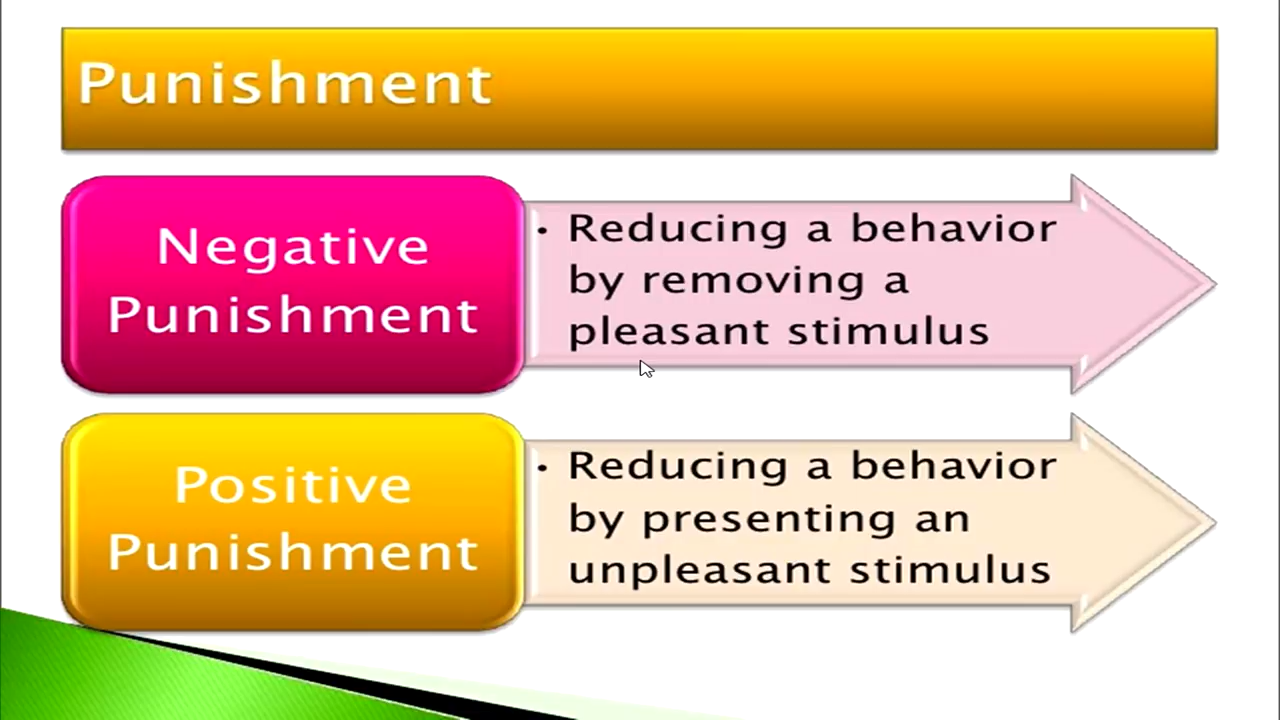 Punishment
Negative
Punishment
• Reducing a behavior
by removing a
pleasant stimulus
Positive
Punishment
• Reducing a behavior
by presenting an
unpleasant stimulus